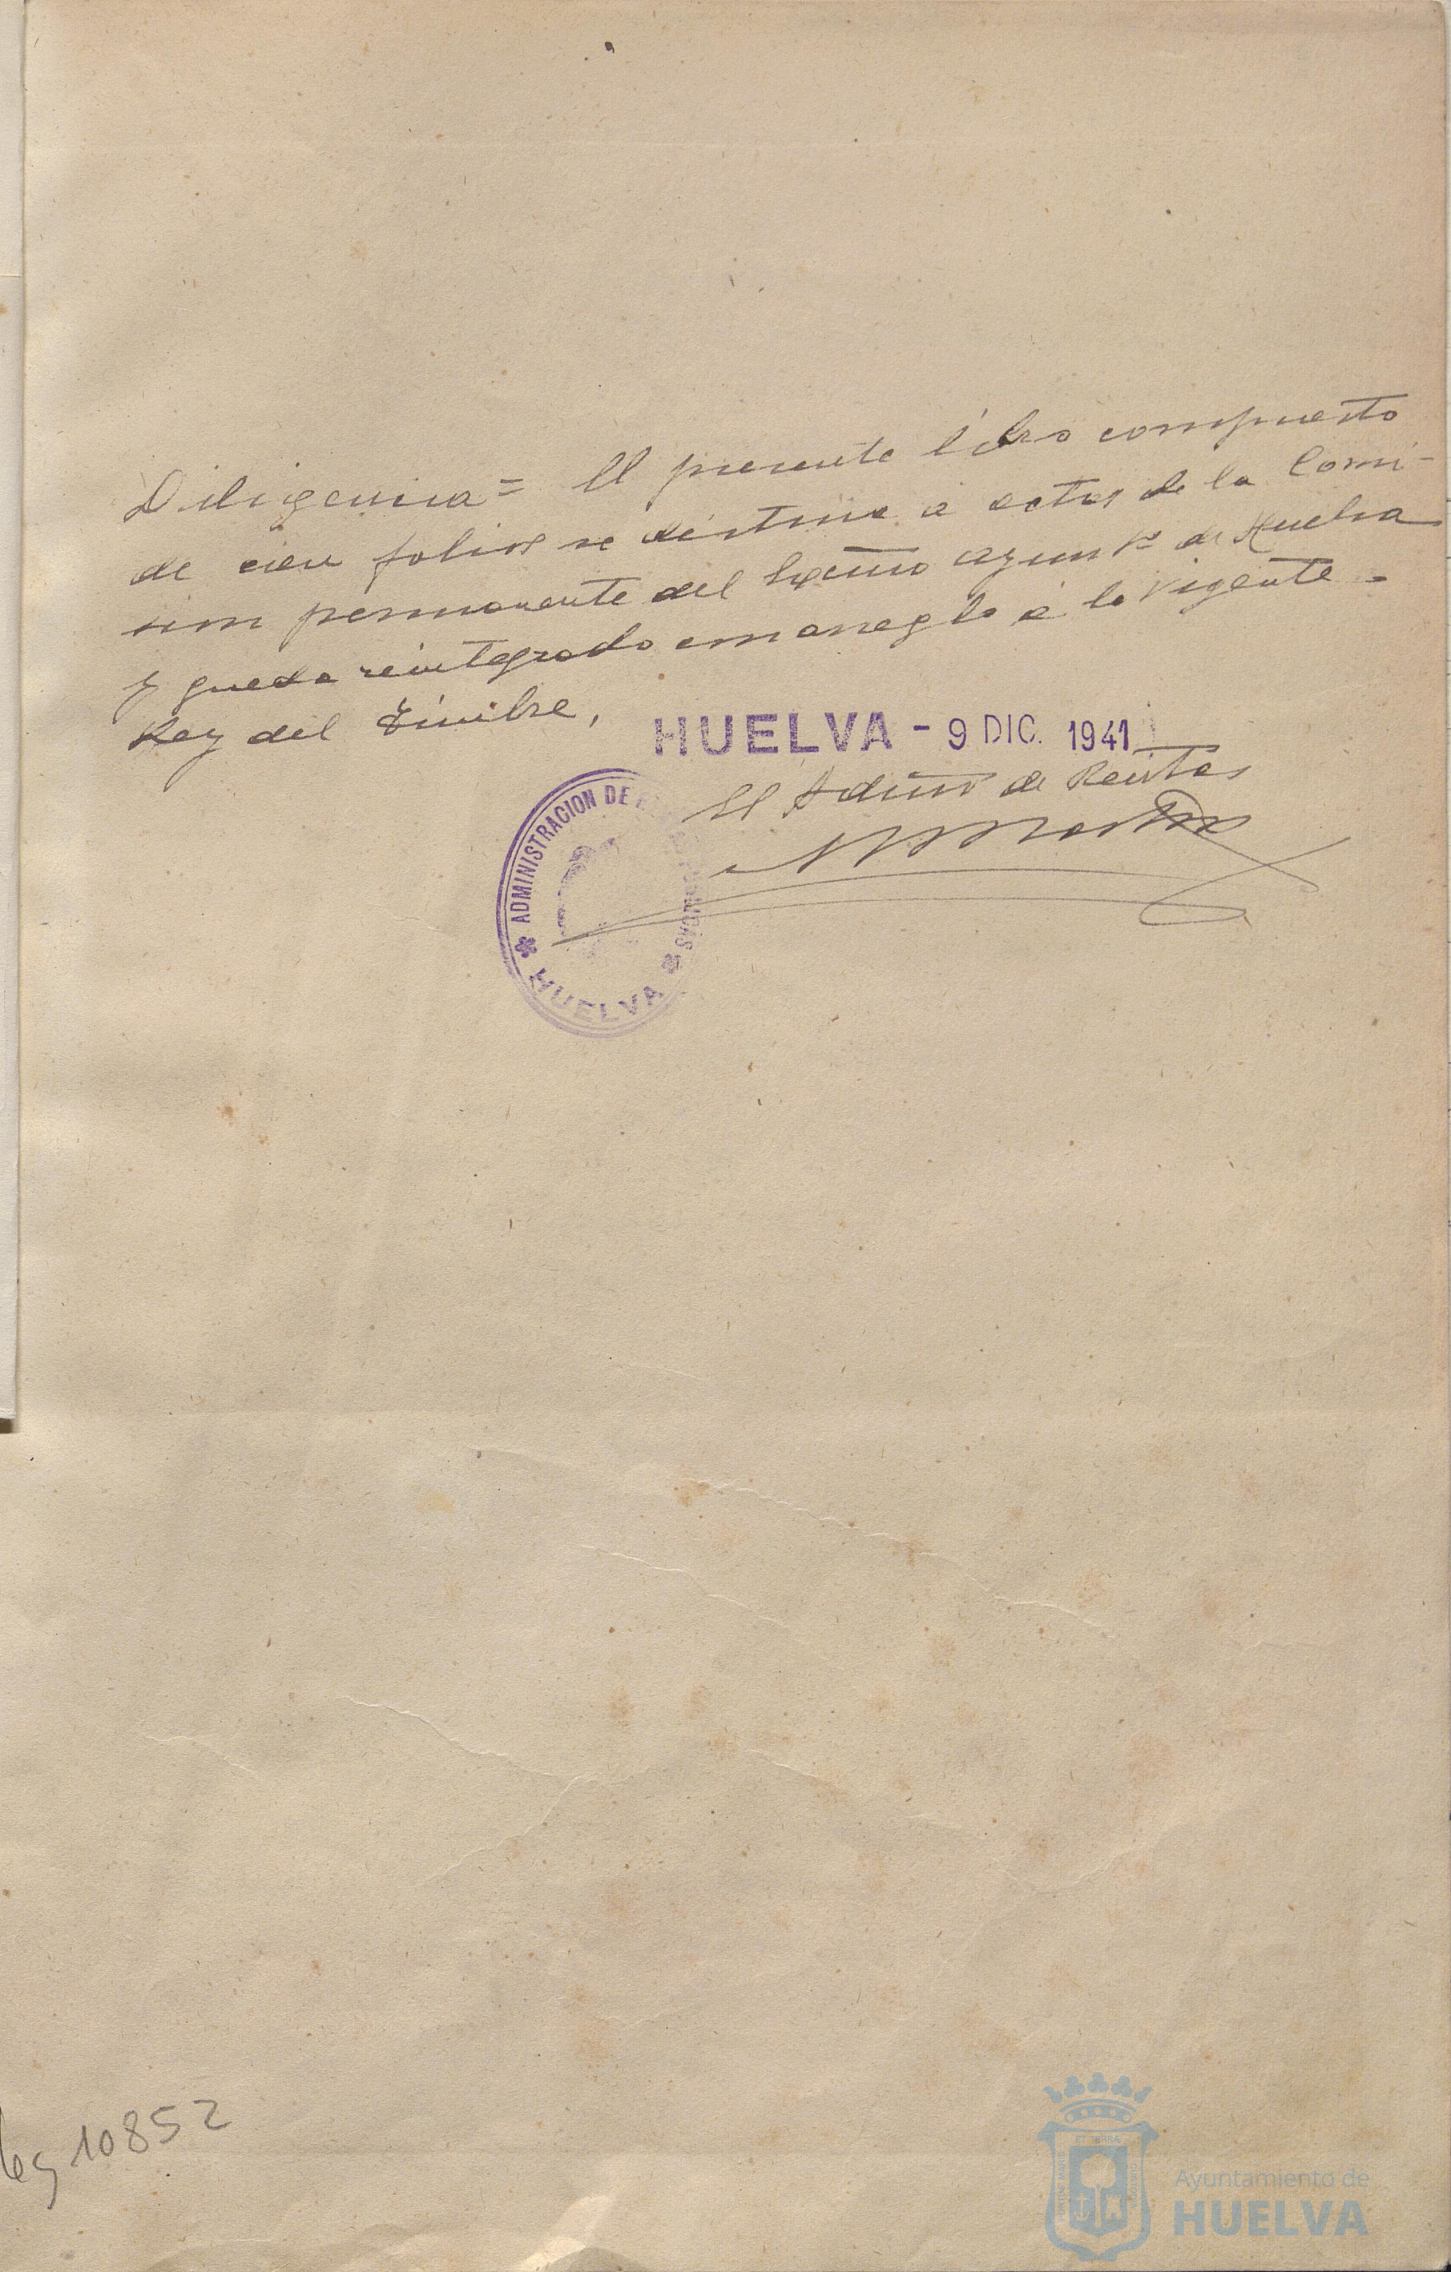 Diligencia = El presente libro compuesto
de cien folios se destina a actas de la Comi-
sion permanente del Excmo Ayunto de Huelva
y queda reintegrado con arreglo a la vigente -
Ley del Timbre,
HUELVA - 9 DIC. 1941
El Admor de Rentas
ADMINISTRACION DE
HUELVA
Leg 10852
Ayuntamiento de
HUELVA